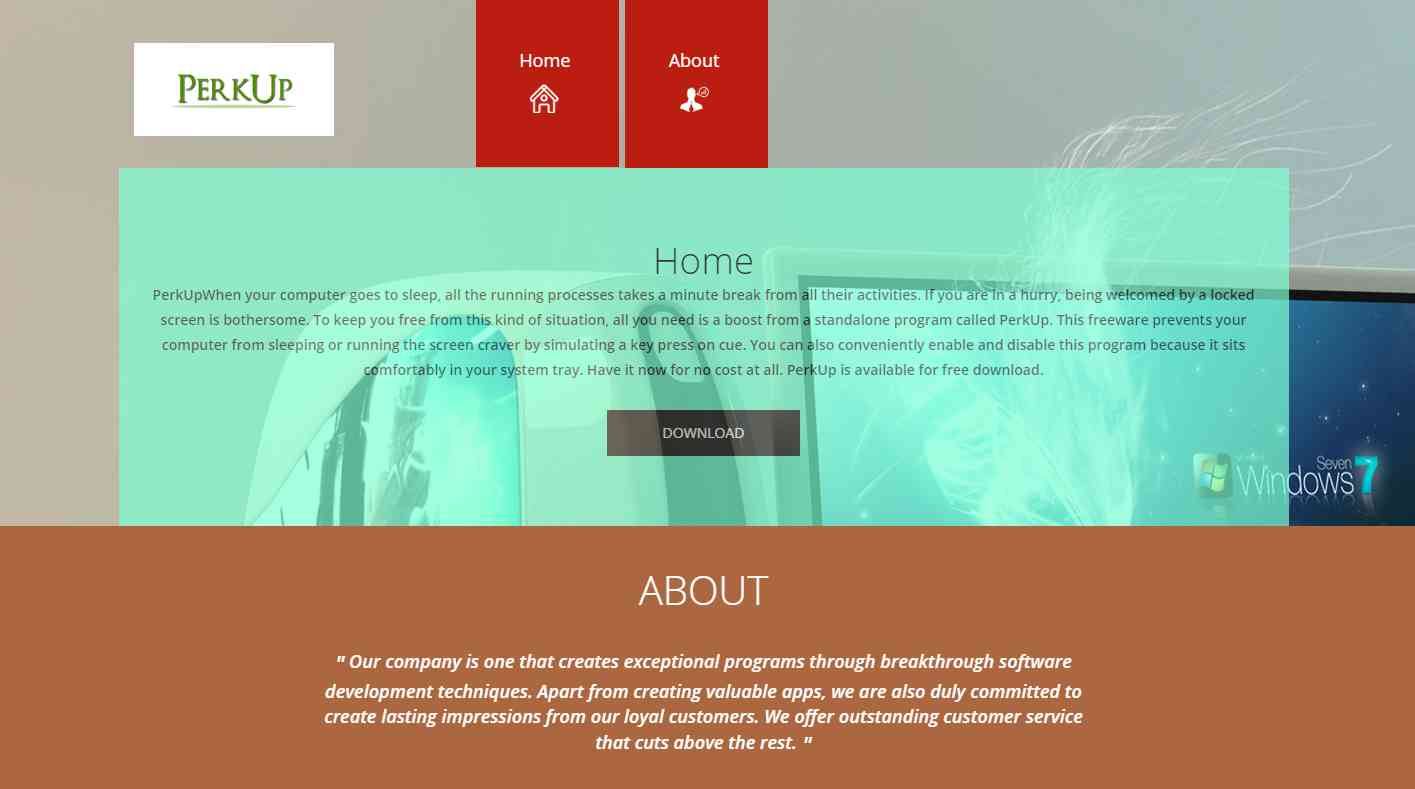 PERKUP
Home
About
Home
PerkUpWhen your computer goes to sleep, all the running processes takes a minute break from all their activities. If you are in a hurry, being welcomed by a locked
screen is bothersome. To keep you free from this kind of situation, all you need is a boost from a standalone program called PerkUp. This freeware prevents your
computer from sleeping or running the screen craver by simulating a key press on cue. You can also conveniently enable and disable this program because it sits
comfortably in your system tray. Have it now for no cost at all. PerkUp is available for free download.
DOWNLOAD
Windows Seven 7
ABOUT
" Our company is one that creates exceptional programs through breakthrough software
development techniques. Apart from creating valuable apps, we are also duly committed to
create lasting impressions from our loyal customers. We offer outstanding customer service
that cuts above the rest. "